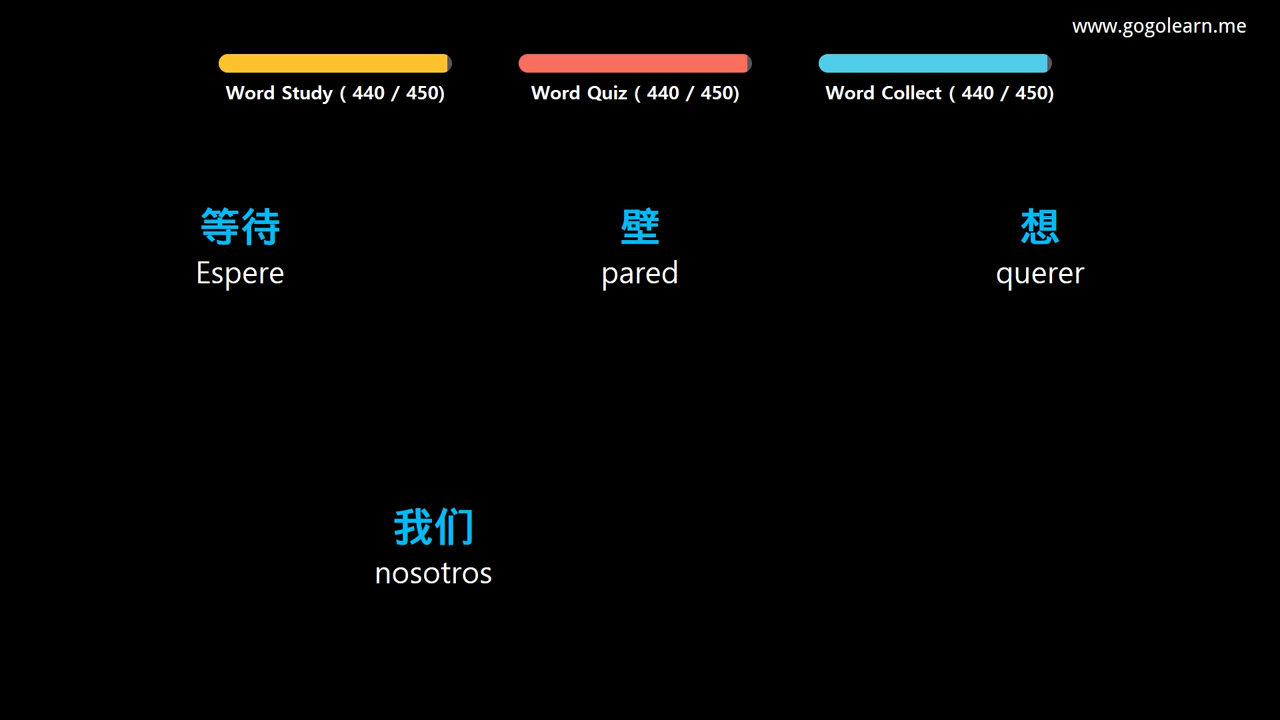 www.gogolearn.me
Word Study ( 440 / 450)
Word Quiz ( 440 / 450)
Word Collect ( 440 / 450)
等待
Espere
壁
pared
想
querer
我们
nosotros